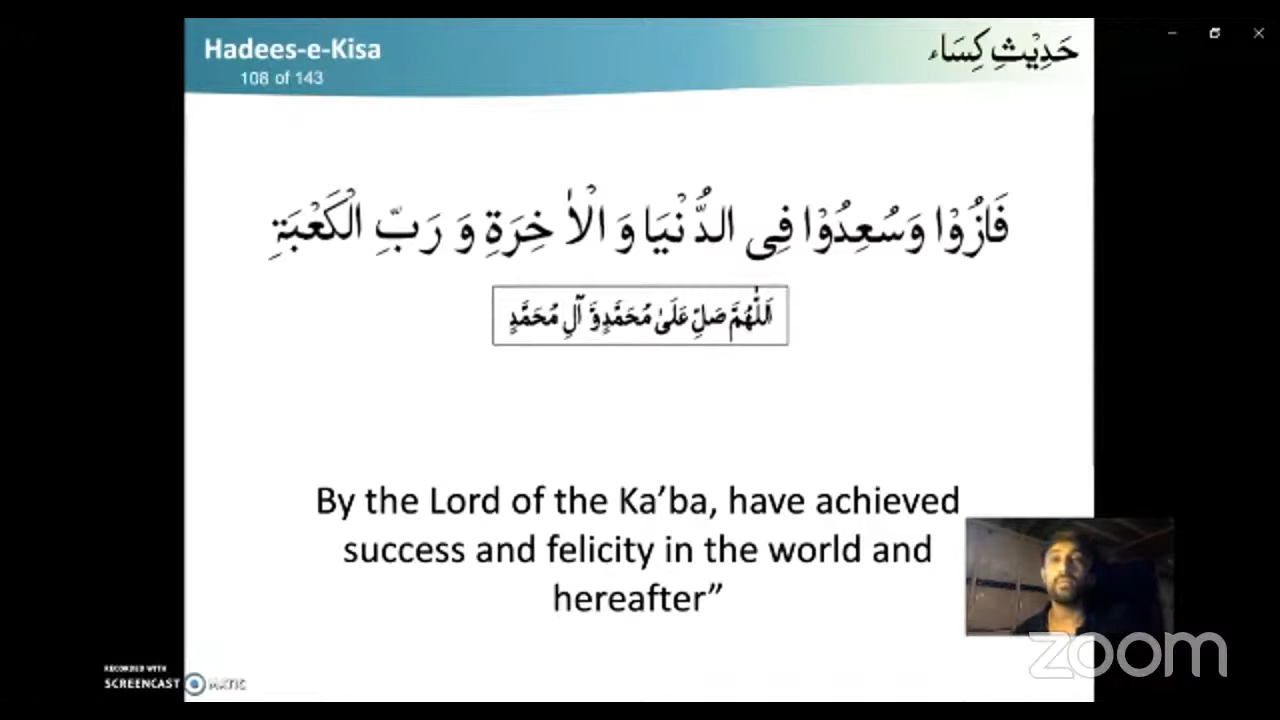 Hadees-e-Kisa
حَدِيْثِ كِسَاء
108 of 143
فَازُوْا وَسُعِدُوْا فِی الدُّنْيَا وَ الْاٰ خِرَةِ وَ رَبِّ الْكَعْبَةِ
اَللّٰهُمَّ صَلِّ عَلَىٰ مُحَمَّدٍ وَّ آلِ مُحَمَّدٍ
By the Lord of the Ka’ba, have achieved
success and felicity in the world and
hereafter”
zoom
RECORDED WITH
SCREENCAST MATIC